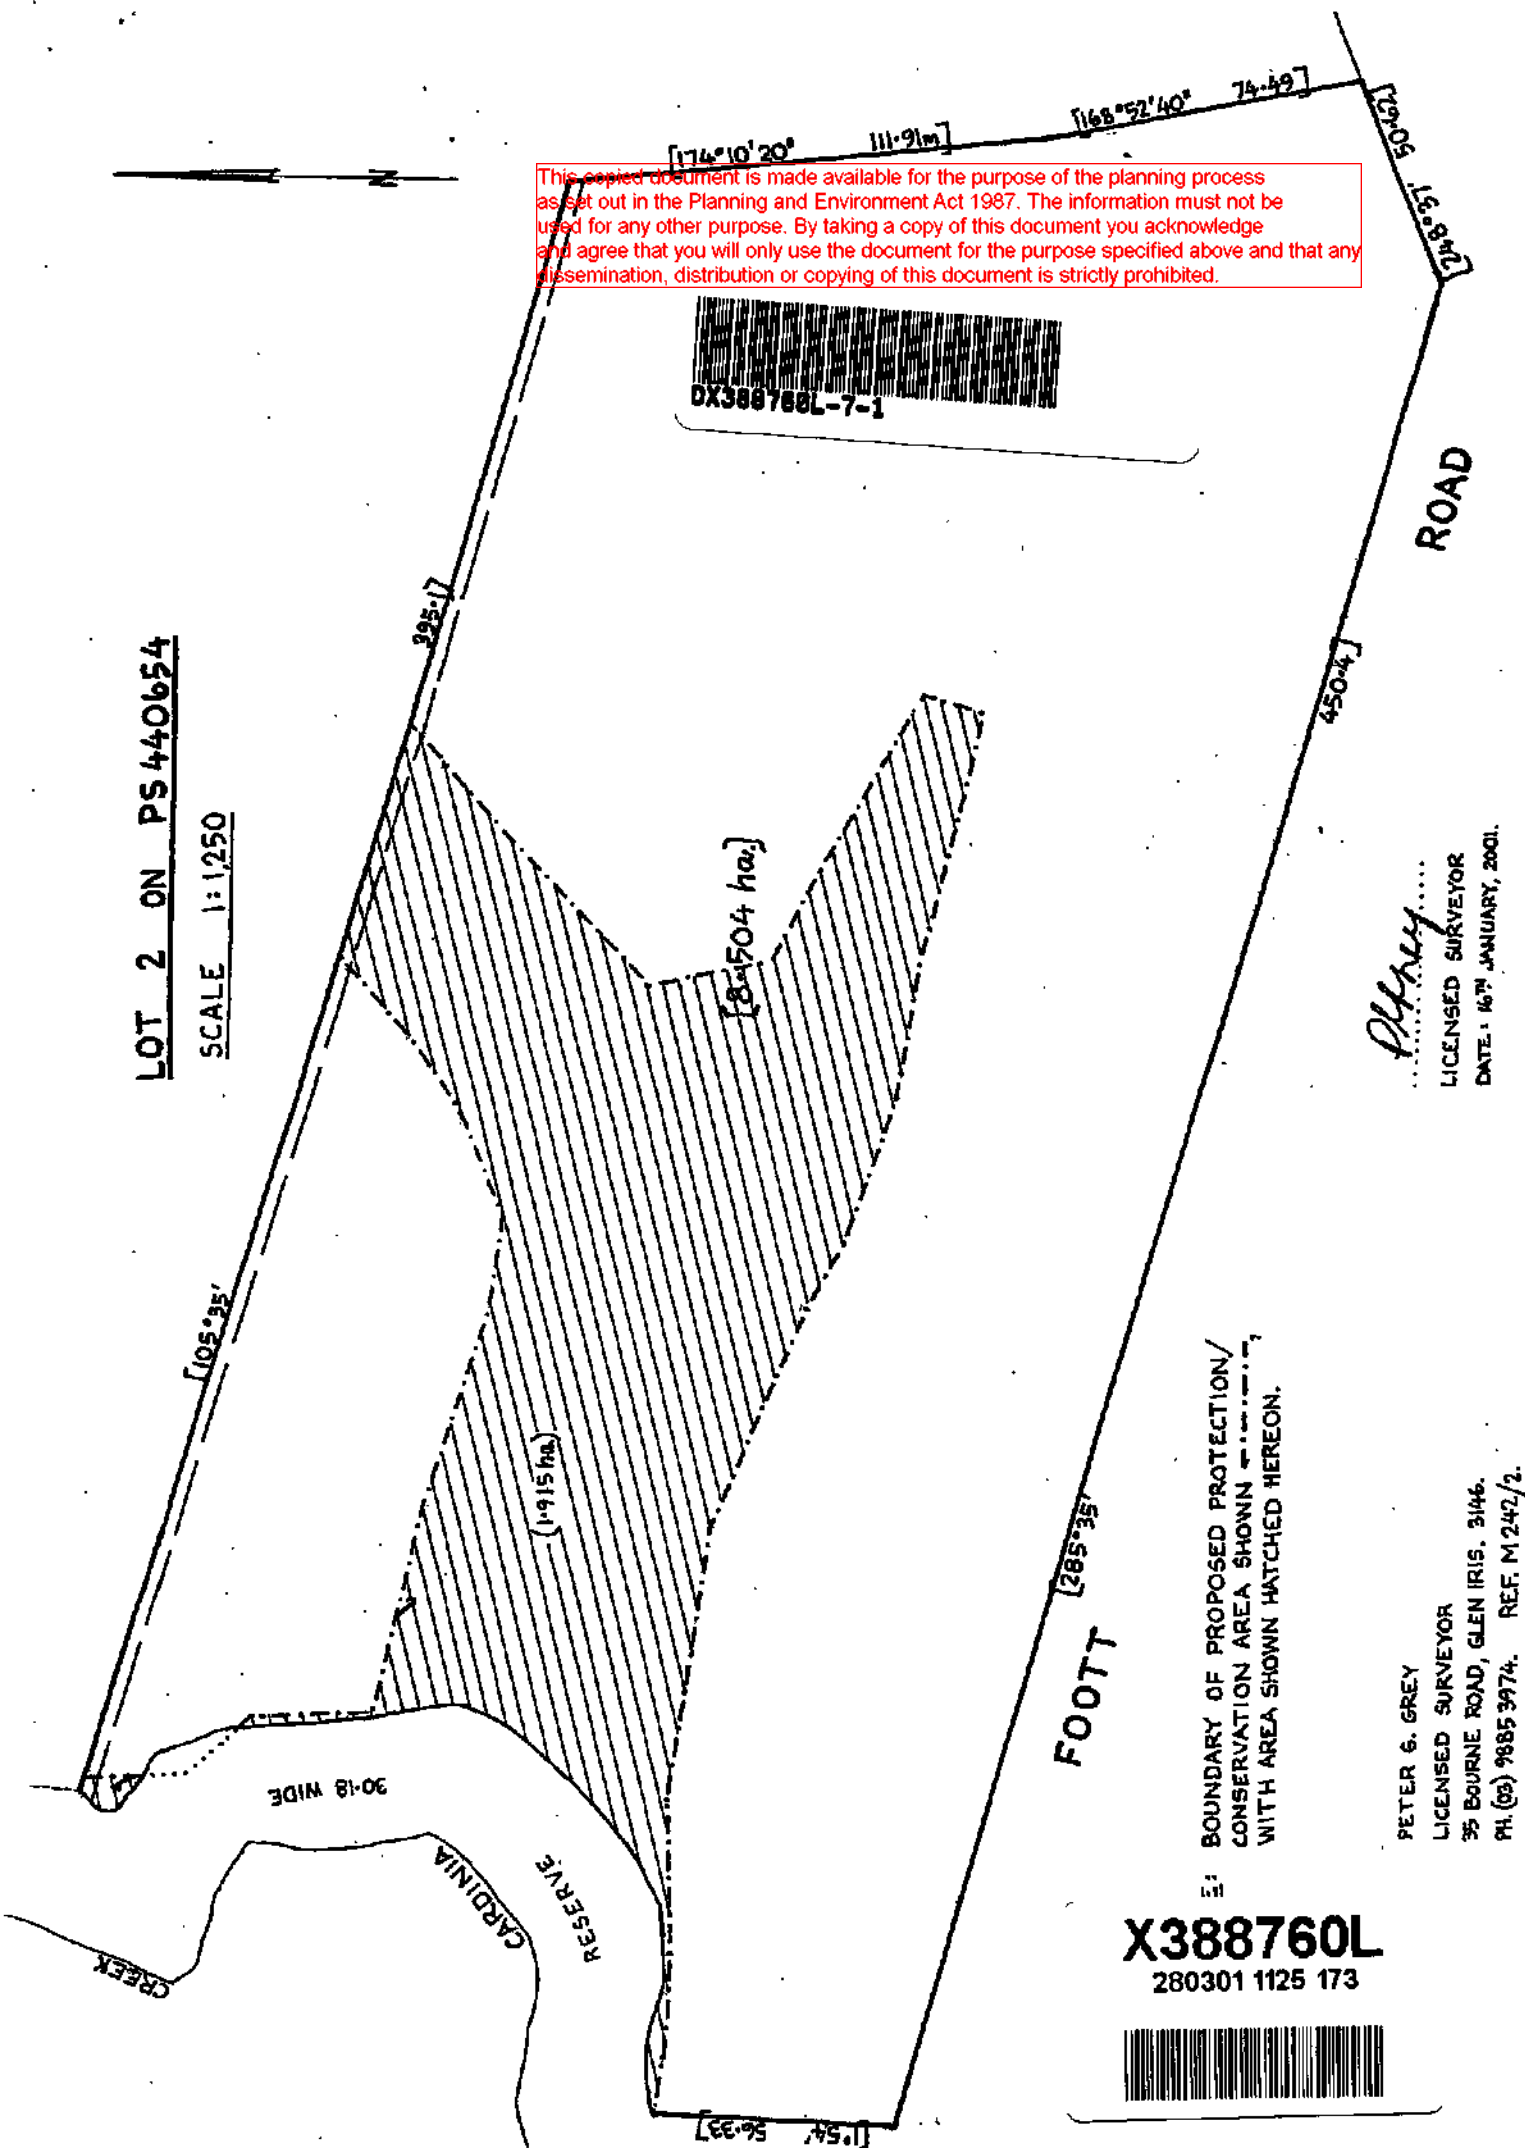 LOT 2 ON PS 440654
SCALE 1:1,250
N
This copied document is made available for the purpose of the planning process
as set out in the Planning and Environment Act 1987. The information must not be
used for any other purpose. By taking a copy of this document you acknowledge
and agree that you will only use the document for the purpose specified above and that any
dissemination, distribution or copying of this document is strictly prohibited.
DX388760L-7-1
[174°10'20" 111·91m]
[168°52'40" 74·49]
50·62]
[248°37'
395·1]
[105°35'
450·4]
[285°35'
ROAD
FOOTT
[8·4504 ha.]
(1·915 ha)
30·18 WIDE
CARDINIA
CREEK
RESERVE
56·33]
[1°54'
BOUNDARY OF PROPOSED PROTECTION/
CONSERVATION AREA SHOWN
WITH AREA SHOWN HATCHED HEREON.
LICENSED SURVEYOR
DATE: 16TH JANUARY, 2001.
PETER G. GREY
LICENSED SURVEYOR
35 BOURNE ROAD, GLEN IRIS. 3146.
PH. (03) 9885 3974. REF. M 242/2.
X388760L
280301 1125 173